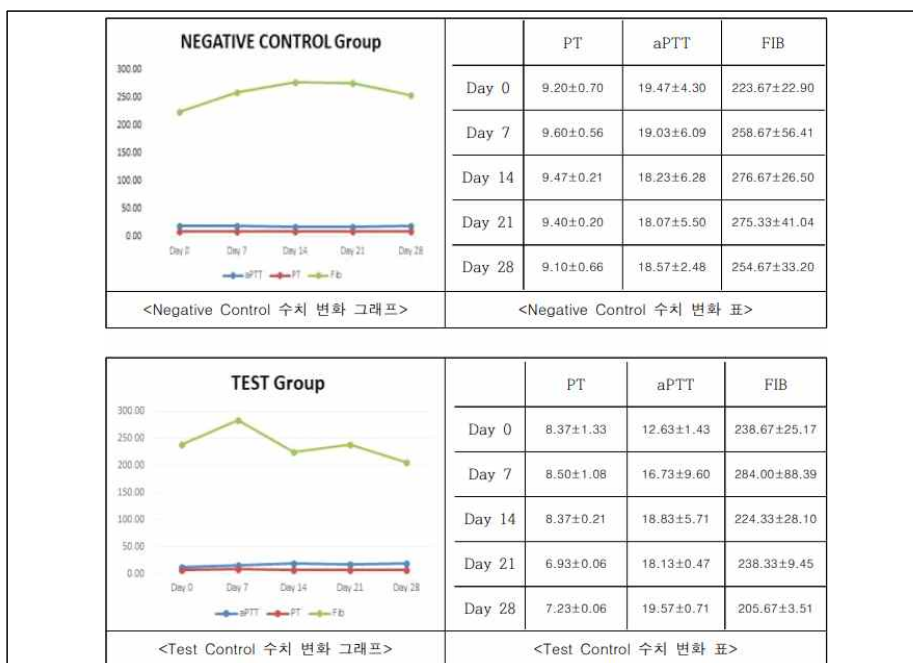 NEGATIVE CONTROL Group
300.00
250.00
200.00
150.00
100.00
50.00
0.00
Day 0 Day 7 Day 14 Day 21 Day 28
aPTT PT Fib
PT aPTT FIB
Day 0 9.20±0.70 19.47±4.30 223.67±22.90
Day 7 9.60±0.56 19.03±6.09 258.67±56.41
Day 14 9.47±0.21 18.23±6.28 276.67±26.50
Day 21 9.40±0.20 18.07±5.50 275.33±41.04
Day 28 9.10±0.66 18.57±2.48 254.67±33.20
<Negative Control 수치 변화 그래프> <Negative Control 수치 변화 표>
TEST Group
300.00
250.00
200.00
150.00
100.00
50.00
0.00
Day 0 Day 7 Day 14 Day 21 Day 28
aPTT PT Fib
PT aPTT FIB
Day 0 8.37±1.33 12.63±1.43 238.67±25.17
Day 7 8.50±1.08 16.73±9.60 284.00±88.39
Day 14 8.37±0.21 18.83±5.71 224.33±28.10
Day 21 6.93±0.06 18.13±0.47 238.33±9.45
Day 28 7.23±0.06 19.57±0.71 205.67±3.51
<Test Control 수치 변화 그래프> <Test Control 수치 변화 표>